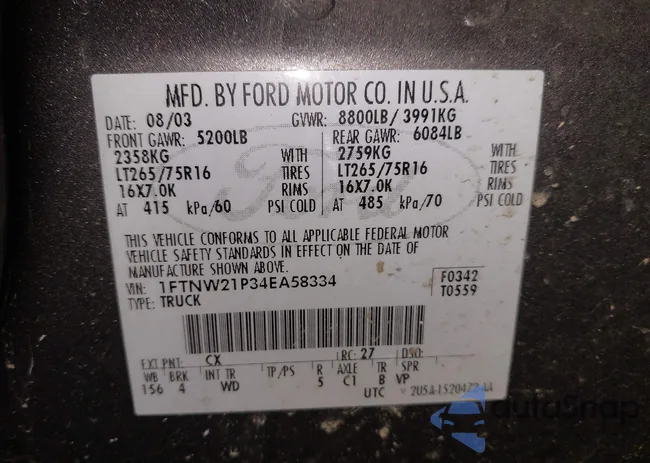 MFD. BY FORD MOTOR CO. IN U.S.A.
DATE: 08/03 GVWR: 8800LB/ 3991KG
FRONT GAWR: 5200LB REAR GAWR: 6084LB
2358KG WITH 2759KG WITH
LT265/75R16 TIRES LT265/75R16 TIRES
16X7.0K RIMS 16X7.0K RIMS
AT 415 kPa/60 PSI COLD AT 485 kPa/70 PSI COLD
Ford
THIS VEHICLE CONFORMS TO ALL APPLICABLE FEDERAL MOTOR
VEHICLE SAFETY STANDARDS IN EFFECT ON THE DATE OF
MANUFACTURE SHOWN ABOVE.
VIN: 1FTNW21P34EA58334 F0342
TYPE: TRUCK T0559
EXT PNT: CX RC: 27 DSO:
WB BRK INT TR TP/PS R AXLE TR SPR
156 4 WD 5 C1 B VP
UTC
autoSnap